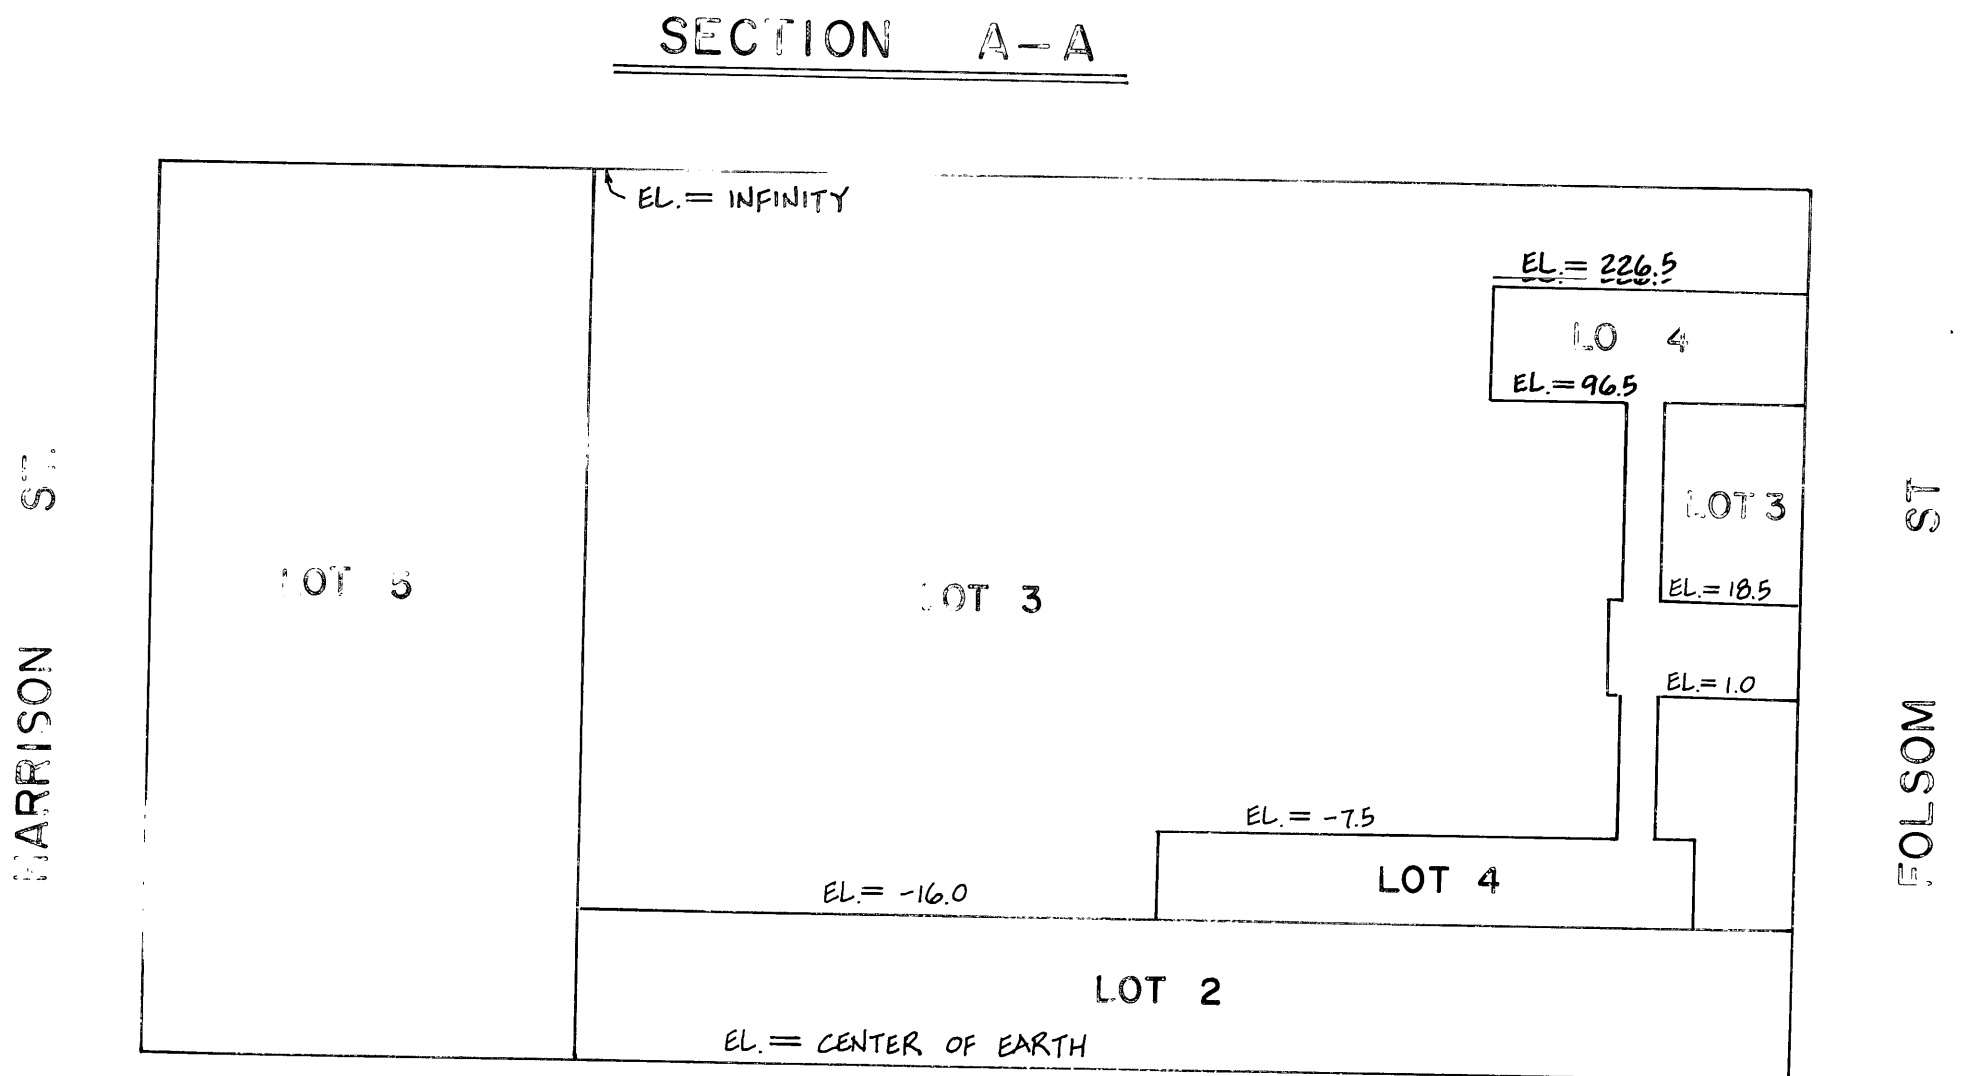 SECTION A-A
EL.= INFINITY
EL.= 226.5
LO 4
EL.= 96.5
HARRISON ST.
LOT 5
LOT 3
LOT 3
FOLSOM ST
EL.= 18.5
EL.= 1.0
EL.= -7.5
LOT 4
EL.= -16.0
LOT 2
EL.= CENTER OF EARTH